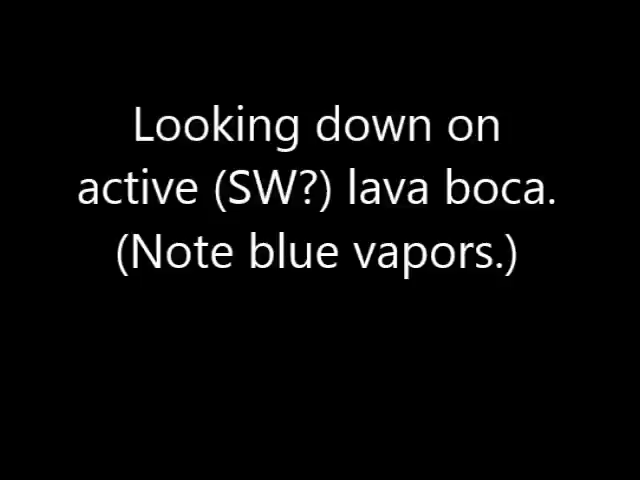 Looking down on
active (SW?) lava boca.
(Note blue vapors.)